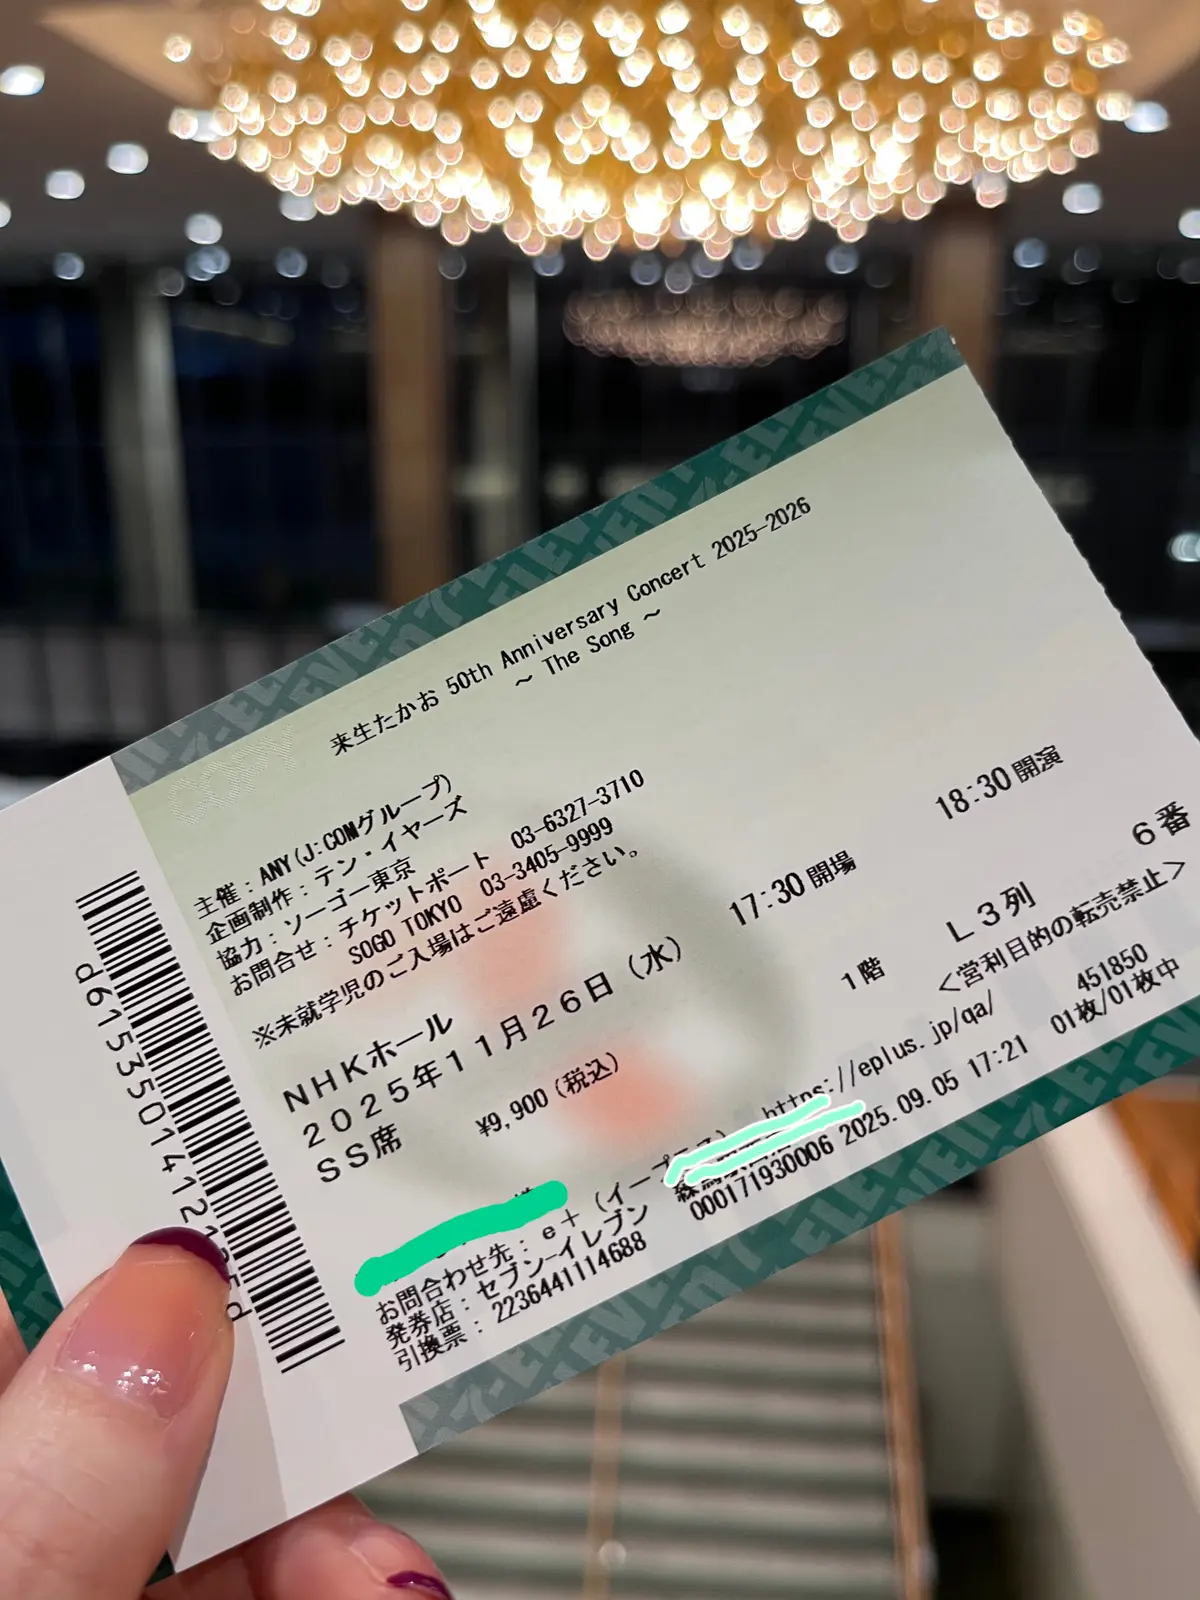 来生たかお 50th Anniversary Concert 2025-2026
～ The Song ～
主催：ANY(J:COMグループ)
企画制作：テン・イヤーズ
協力：ソーゴー東京
お問合せ：チケットポート 03-6327-3710
SOGO TOKYO 03-3405-9999
※未就学児のご入場はご遠慮ください。
NHKホール
2025年11月26日（水） 17:30開場 18:30開演
SS席 ¥9,900(税込) 1階 L3列 6番
<営利目的の転売禁止>
お問合わせ先：e＋（イープラス） https://eplus.jp/qa/ 451850
発券店：セブン-イレブン 01枚/01枚中
引換票：2236441114688 000171930006 2025.09.05 17:21
COPY